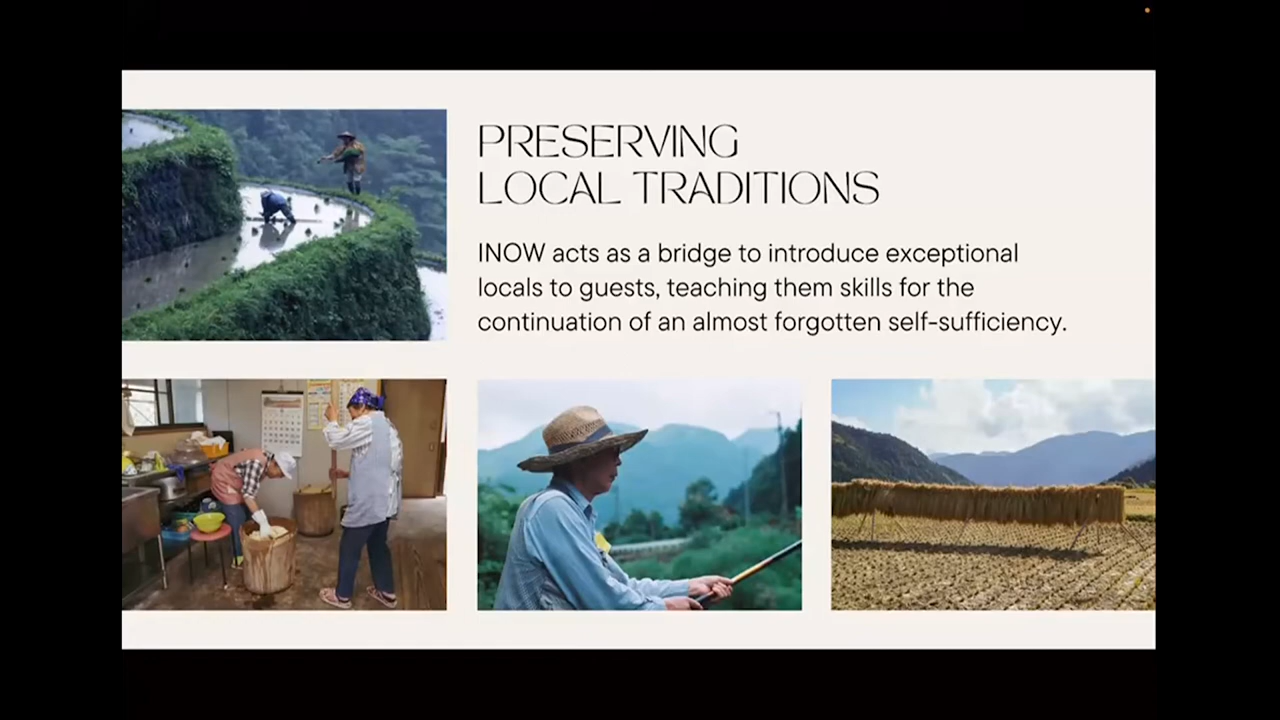 PRESERVING
LOCAL TRADITIONS
INOW acts as a bridge to introduce exceptional
locals to guests, teaching them skills for the
continuation of an almost forgotten self-sufficiency.